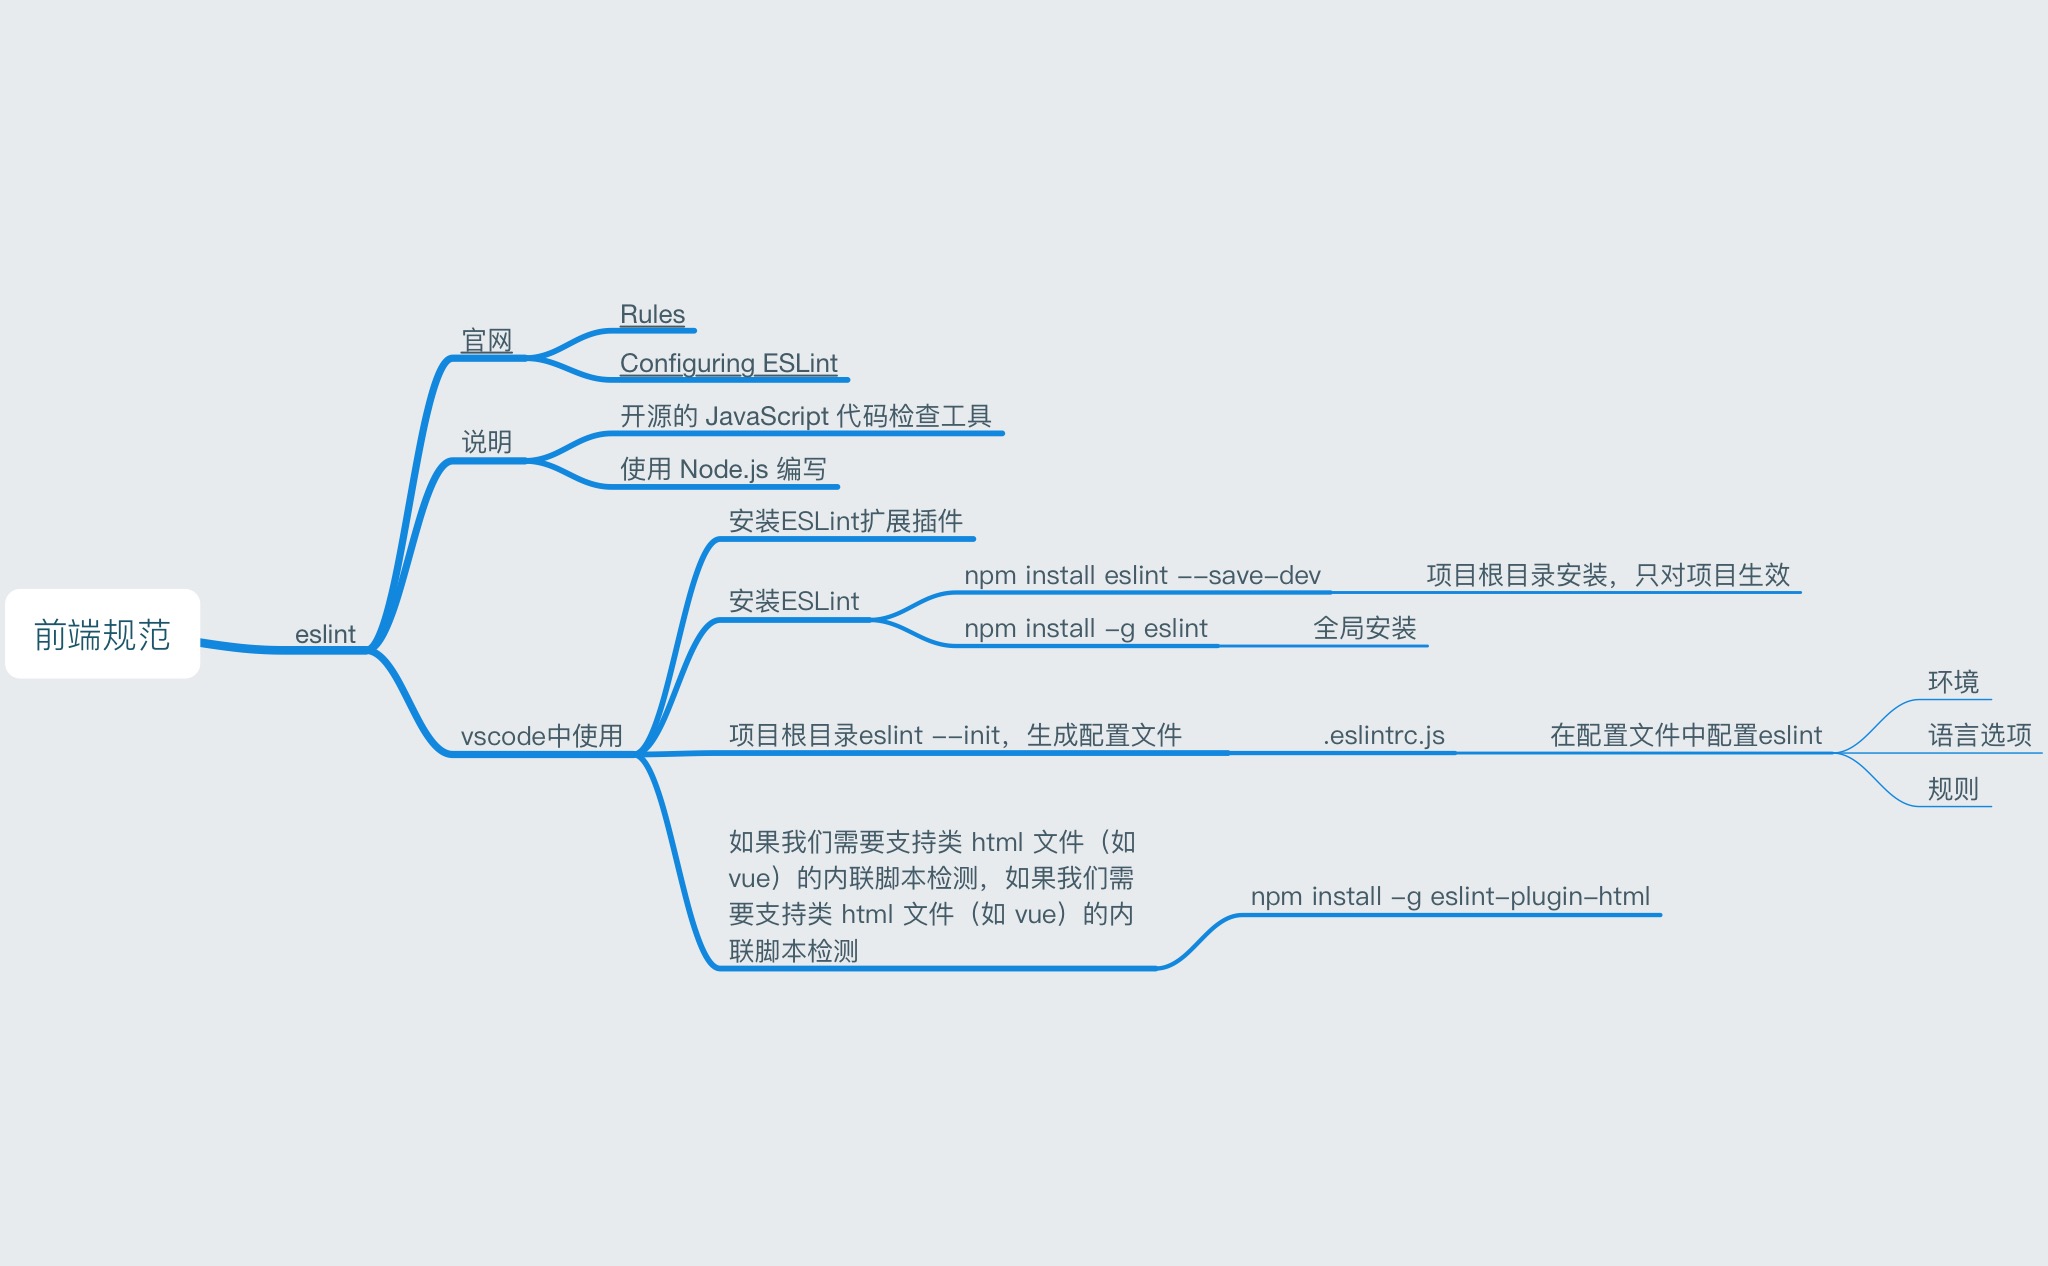 前端规范
eslint
官网
Rules
Configuring ESLint
说明
开源的 JavaScript 代码检查工具
使用 Node.js 编写
vscode中使用
安装ESLint扩展插件
安装ESLint
npm install eslint --save-dev
项目根目录安装，只对项目生效
npm install -g eslint
全局安装
项目根目录eslint --init，生成配置文件
.eslintrc.js
在配置文件中配置eslint
环境
语言选项
规则
如果我们需要支持类 html 文件（如
vue）的内联脚本检测，如果我们需
要支持类 html 文件（如 vue）的内
联脚本检测
npm install -g eslint-plugin-html